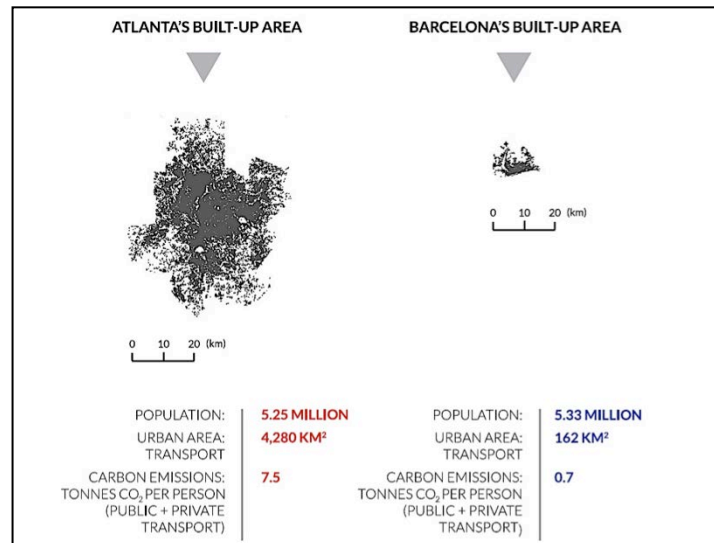 ATLANTA'S BUILT-UP AREA
BARCELONA'S BUILT-UP AREA
0 10 20 (km)
0 10 20 (km)
POPULATION: 5.25 MILLION
URBAN AREA: 4,280 KM²
TRANSPORT
CARBON EMISSIONS: 7.5
TONNES CO₂ PER PERSON
(PUBLIC + PRIVATE
TRANSPORT)
POPULATION: 5.33 MILLION
URBAN AREA: 162 KM²
TRANSPORT
CARBON EMISSIONS: 0.7
TONNES CO₂ PER PERSON
(PUBLIC + PRIVATE
TRANSPORT)